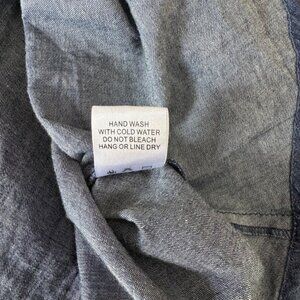 HAND WASH
WITH COLD WATER
DO NOT BLEACH
HANG OR LINE DRY